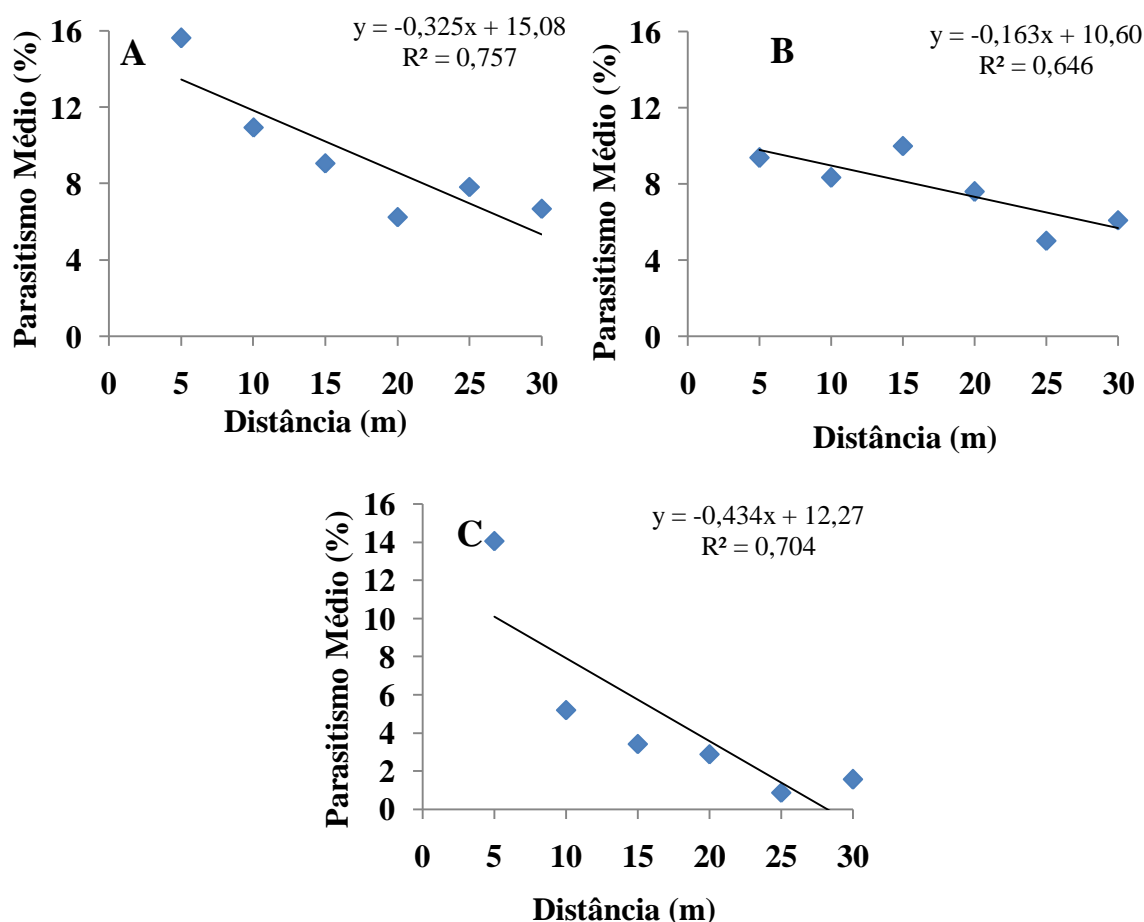 A
y = -0,325x + 15,08
R² = 0,757
Parasitismo Médio (%)
16
12
8
4
0
0 5 10 15 20 25 30
Distância (m)
B
y = -0,163x + 10,60
R² = 0,646
Parasitismo Médio (%)
16
12
8
4
0
0 5 10 15 20 25 30
Distância (m)
C
y = -0,434x + 12,27
R² = 0,704
Parasitismo Médio (%)
16
14
12
10
8
6
4
2
0
0 5 10 15 20 25 30
Distância (m)